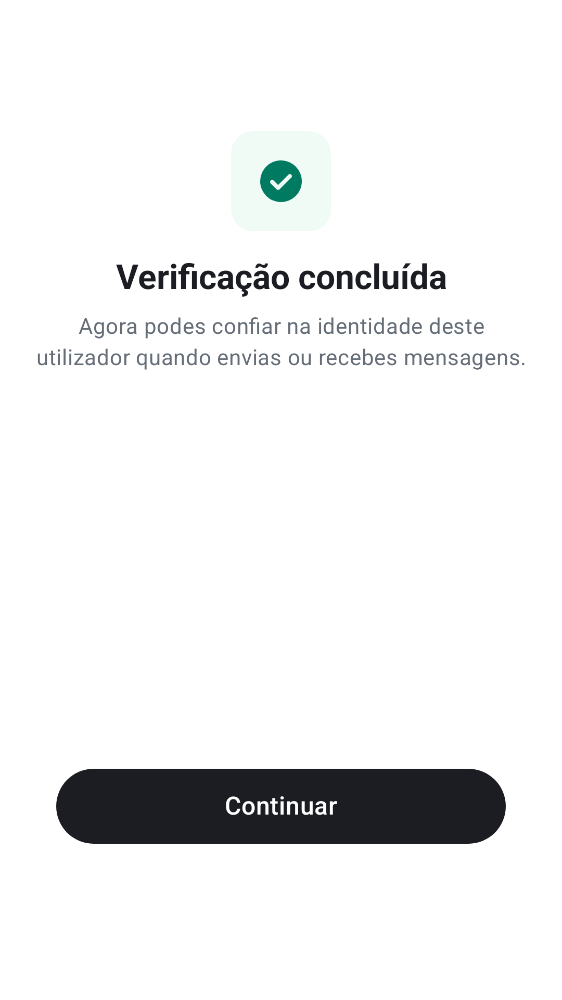 Verificação concluída
Agora podes confiar na identidade deste
utilizador quando envias ou recebes mensagens.
Continuar